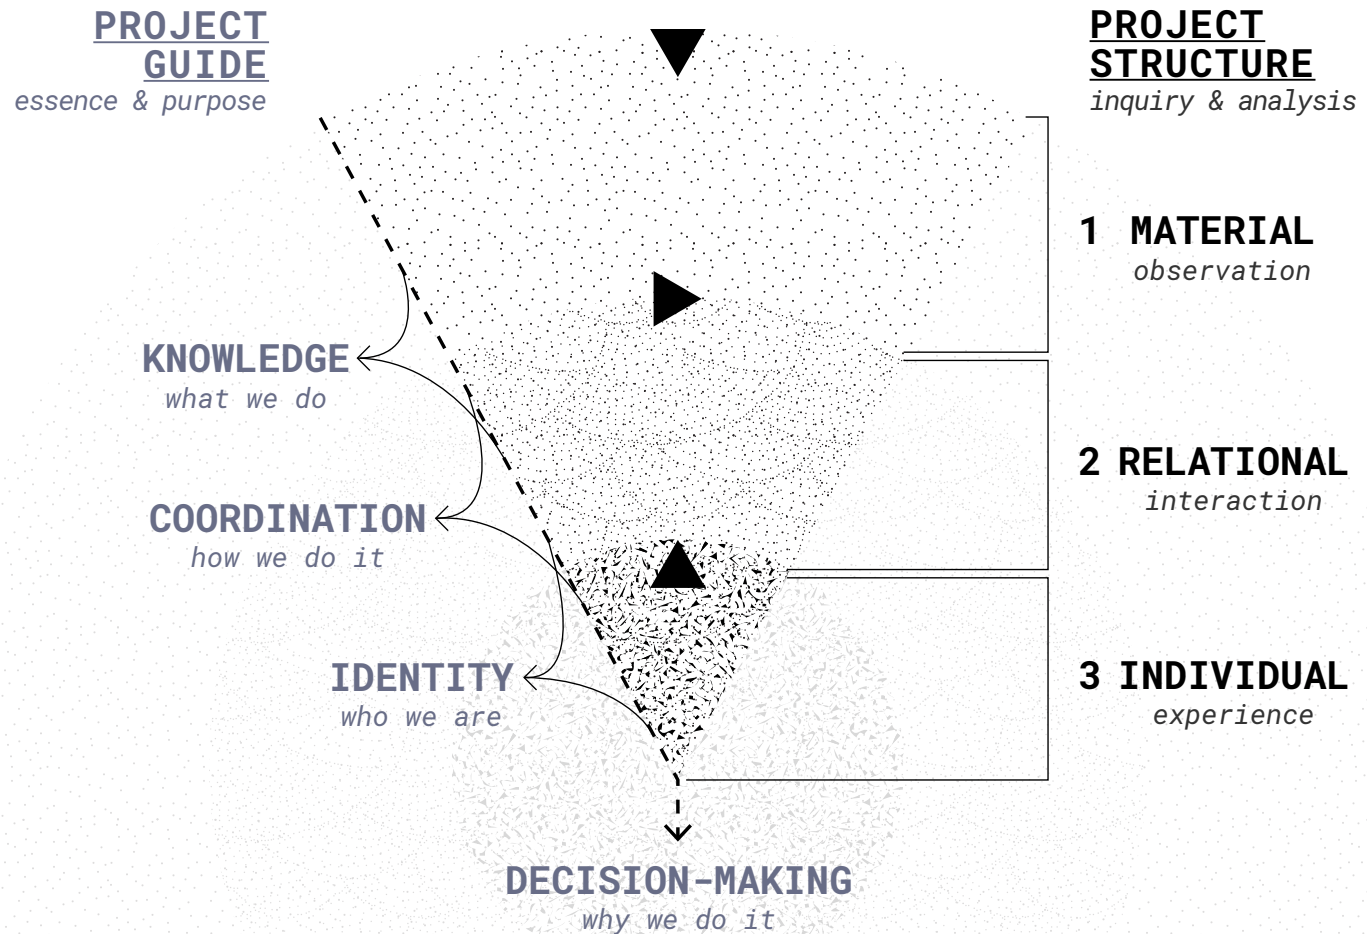 PROJECT
GUIDE
essence & purpose
PROJECT
STRUCTURE
inquiry & analysis
1 MATERIAL
observation
KNOWLEDGE
what we do
2 RELATIONAL
interaction
COORDINATION
how we do it
IDENTITY
who we are
3 INDIVIDUAL
experience
DECISION-MAKING
why we do it